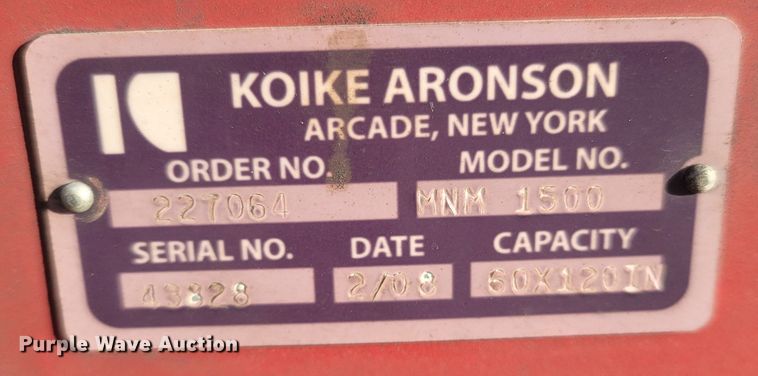 KOIKE ARONSON
ARCADE, NEW YORK
ORDER NO. MODEL NO.
227064 MNM 1500
SERIAL NO. DATE CAPACITY
43828 2/08 60X120IN
Purple Wave Auction